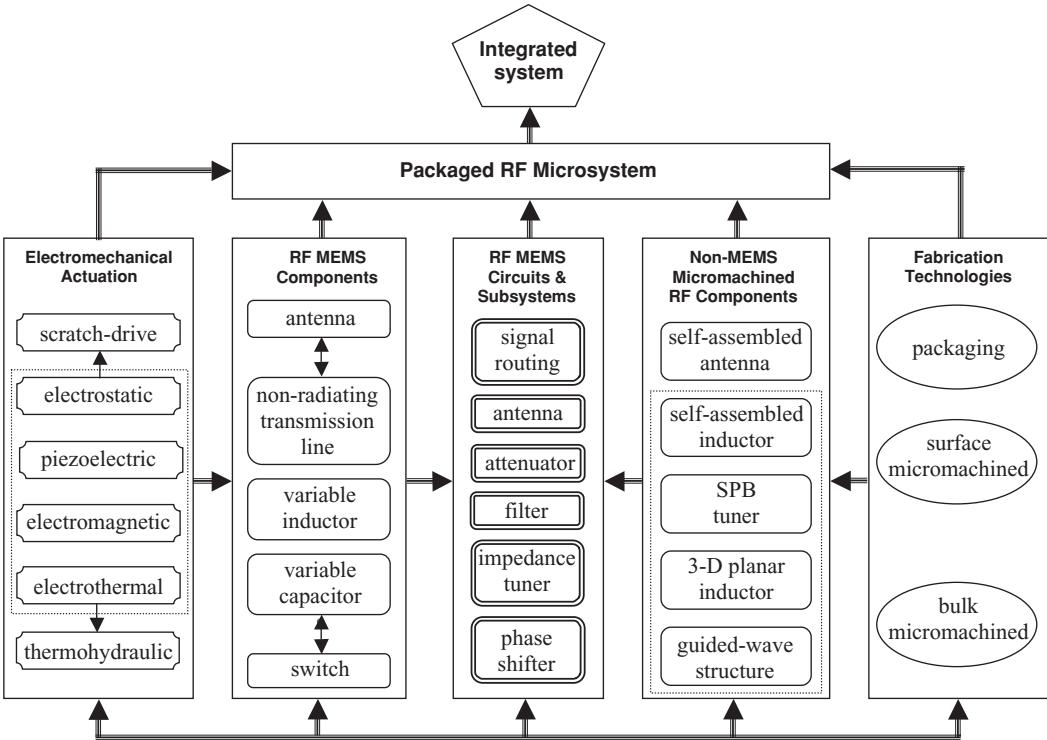 Integrated
system
Packaged RF Microsystem
Electromechanical
Actuation
scratch-drive
electrostatic
piezoelectric
electromagnetic
electrothermal
thermohydraulic
RF MEMS
Components
antenna
non-radiating
transmission
line
variable
inductor
variable
capacitor
switch
RF MEMS
Circuits &
Subsystems
signal
routing
antenna
attenuator
filter
impedance
tuner
phase
shifter
Non-MEMS
Micromachined
RF Components
self-assembled
antenna
self-assembled
inductor
SPB
tuner
3-D planar
inductor
guided-wave
structure
Fabrication
Technologies
packaging
surface
micromachined
bulk
micromachined